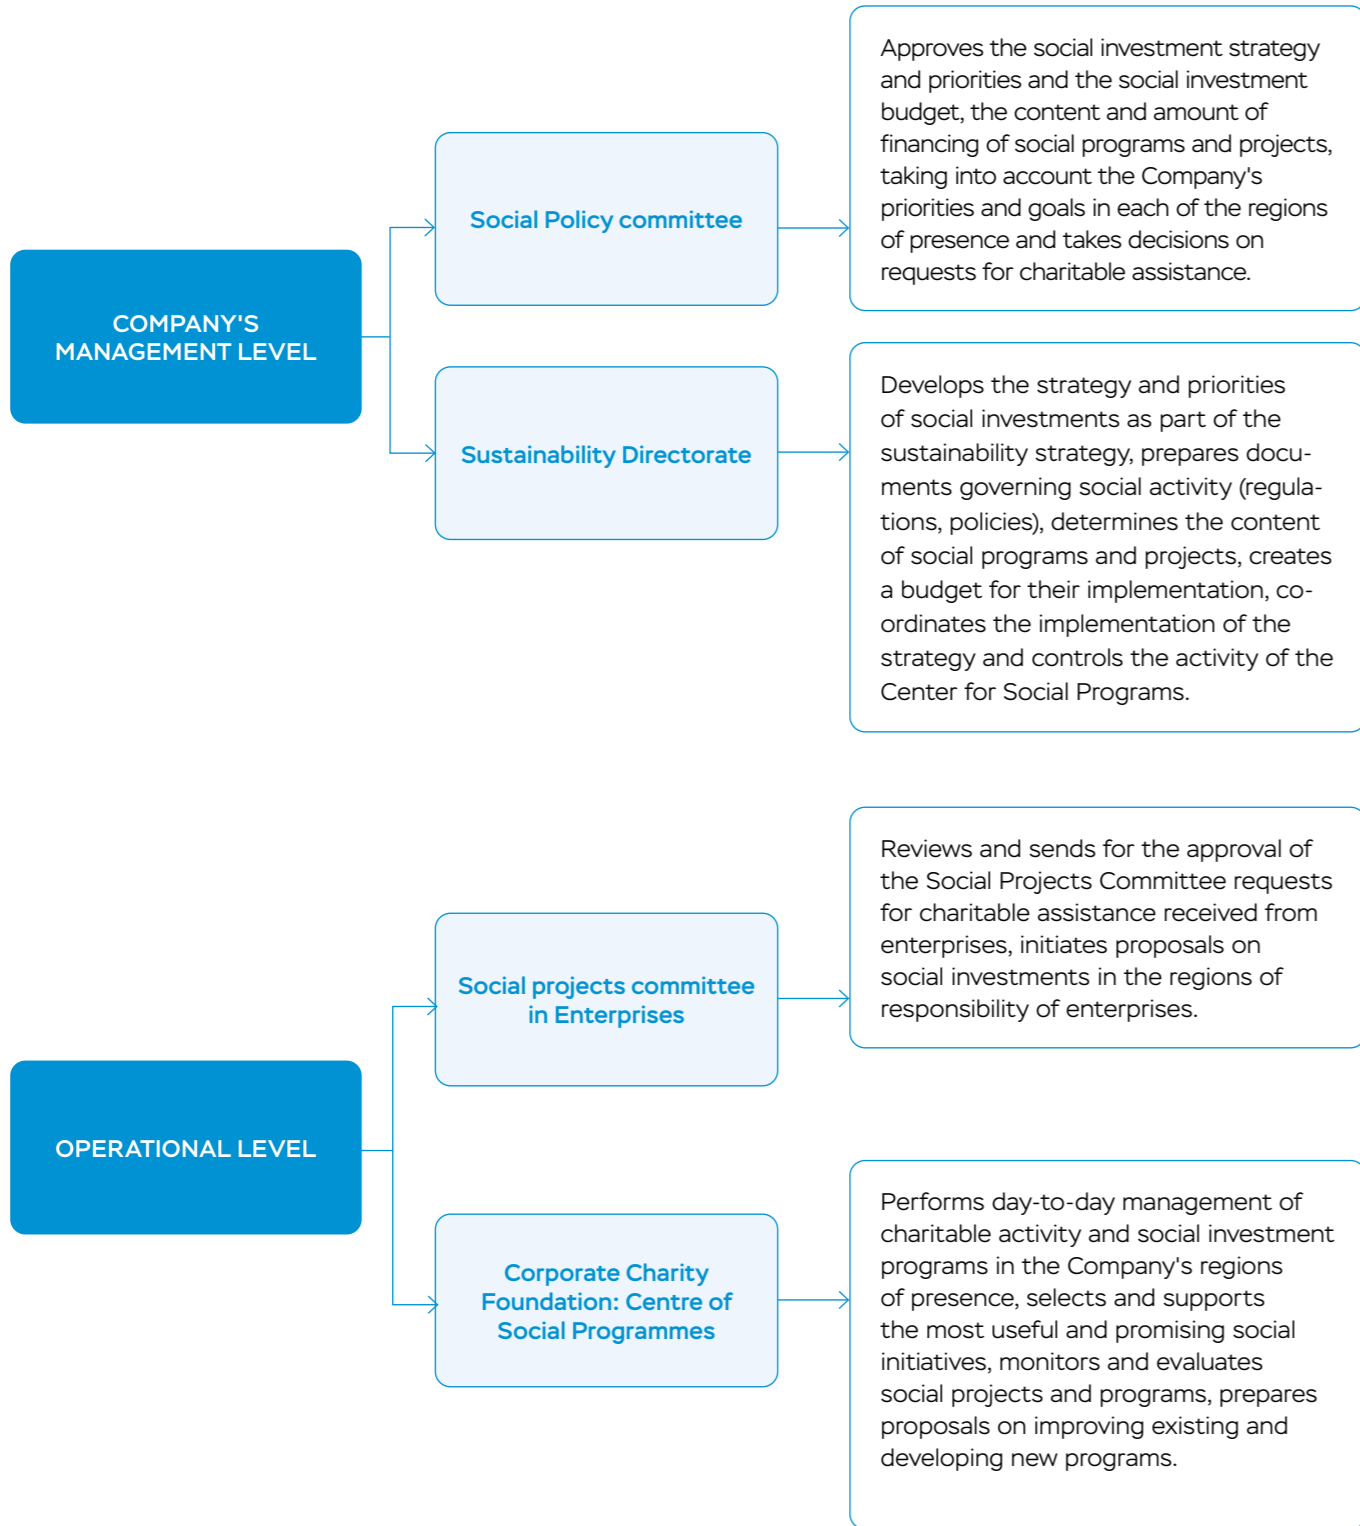 COMPANY'S
MANAGEMENT LEVEL
Social Policy committee
Approves the social investment strategy
and priorities and the social investment
budget, the content and amount of
financing of social programs and projects,
taking into account the Company's
priorities and goals in each of the regions
of presence and takes decisions on
requests for charitable assistance.
Sustainability Directorate
Develops the strategy and priorities
of social investments as part of the
sustainability strategy, prepares docu-
ments governing social activity (regula-
tions, policies), determines the content
of social programs and projects, creates
a budget for their implementation, co-
ordinates the implementation of the
strategy and controls the activity of the
Center for Social Programs.
OPERATIONAL LEVEL
Social projects committee
in Enterprises
Reviews and sends for the approval of
the Social Projects Committee requests
for charitable assistance received from
enterprises, initiates proposals on
social investments in the regions of
responsibility of enterprises.
Corporate Charity
Foundation: Centre of
Social Programmes
Performs day-to-day management of
charitable activity and social investment
programs in the Company's regions
of presence, selects and supports
the most useful and promising social
initiatives, monitors and evaluates
social projects and programs, prepares
proposals on improving existing and
developing new programs.